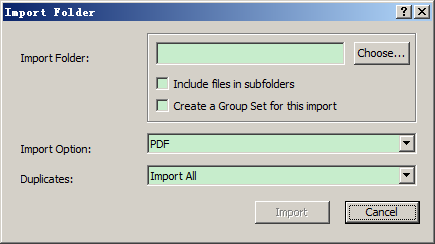 Import Folder
Import Folder:
Choose...
Include files in subfolders
Create a Group Set for this import
Import Option:
PDF
Duplicates:
Import All
Import
Cancel